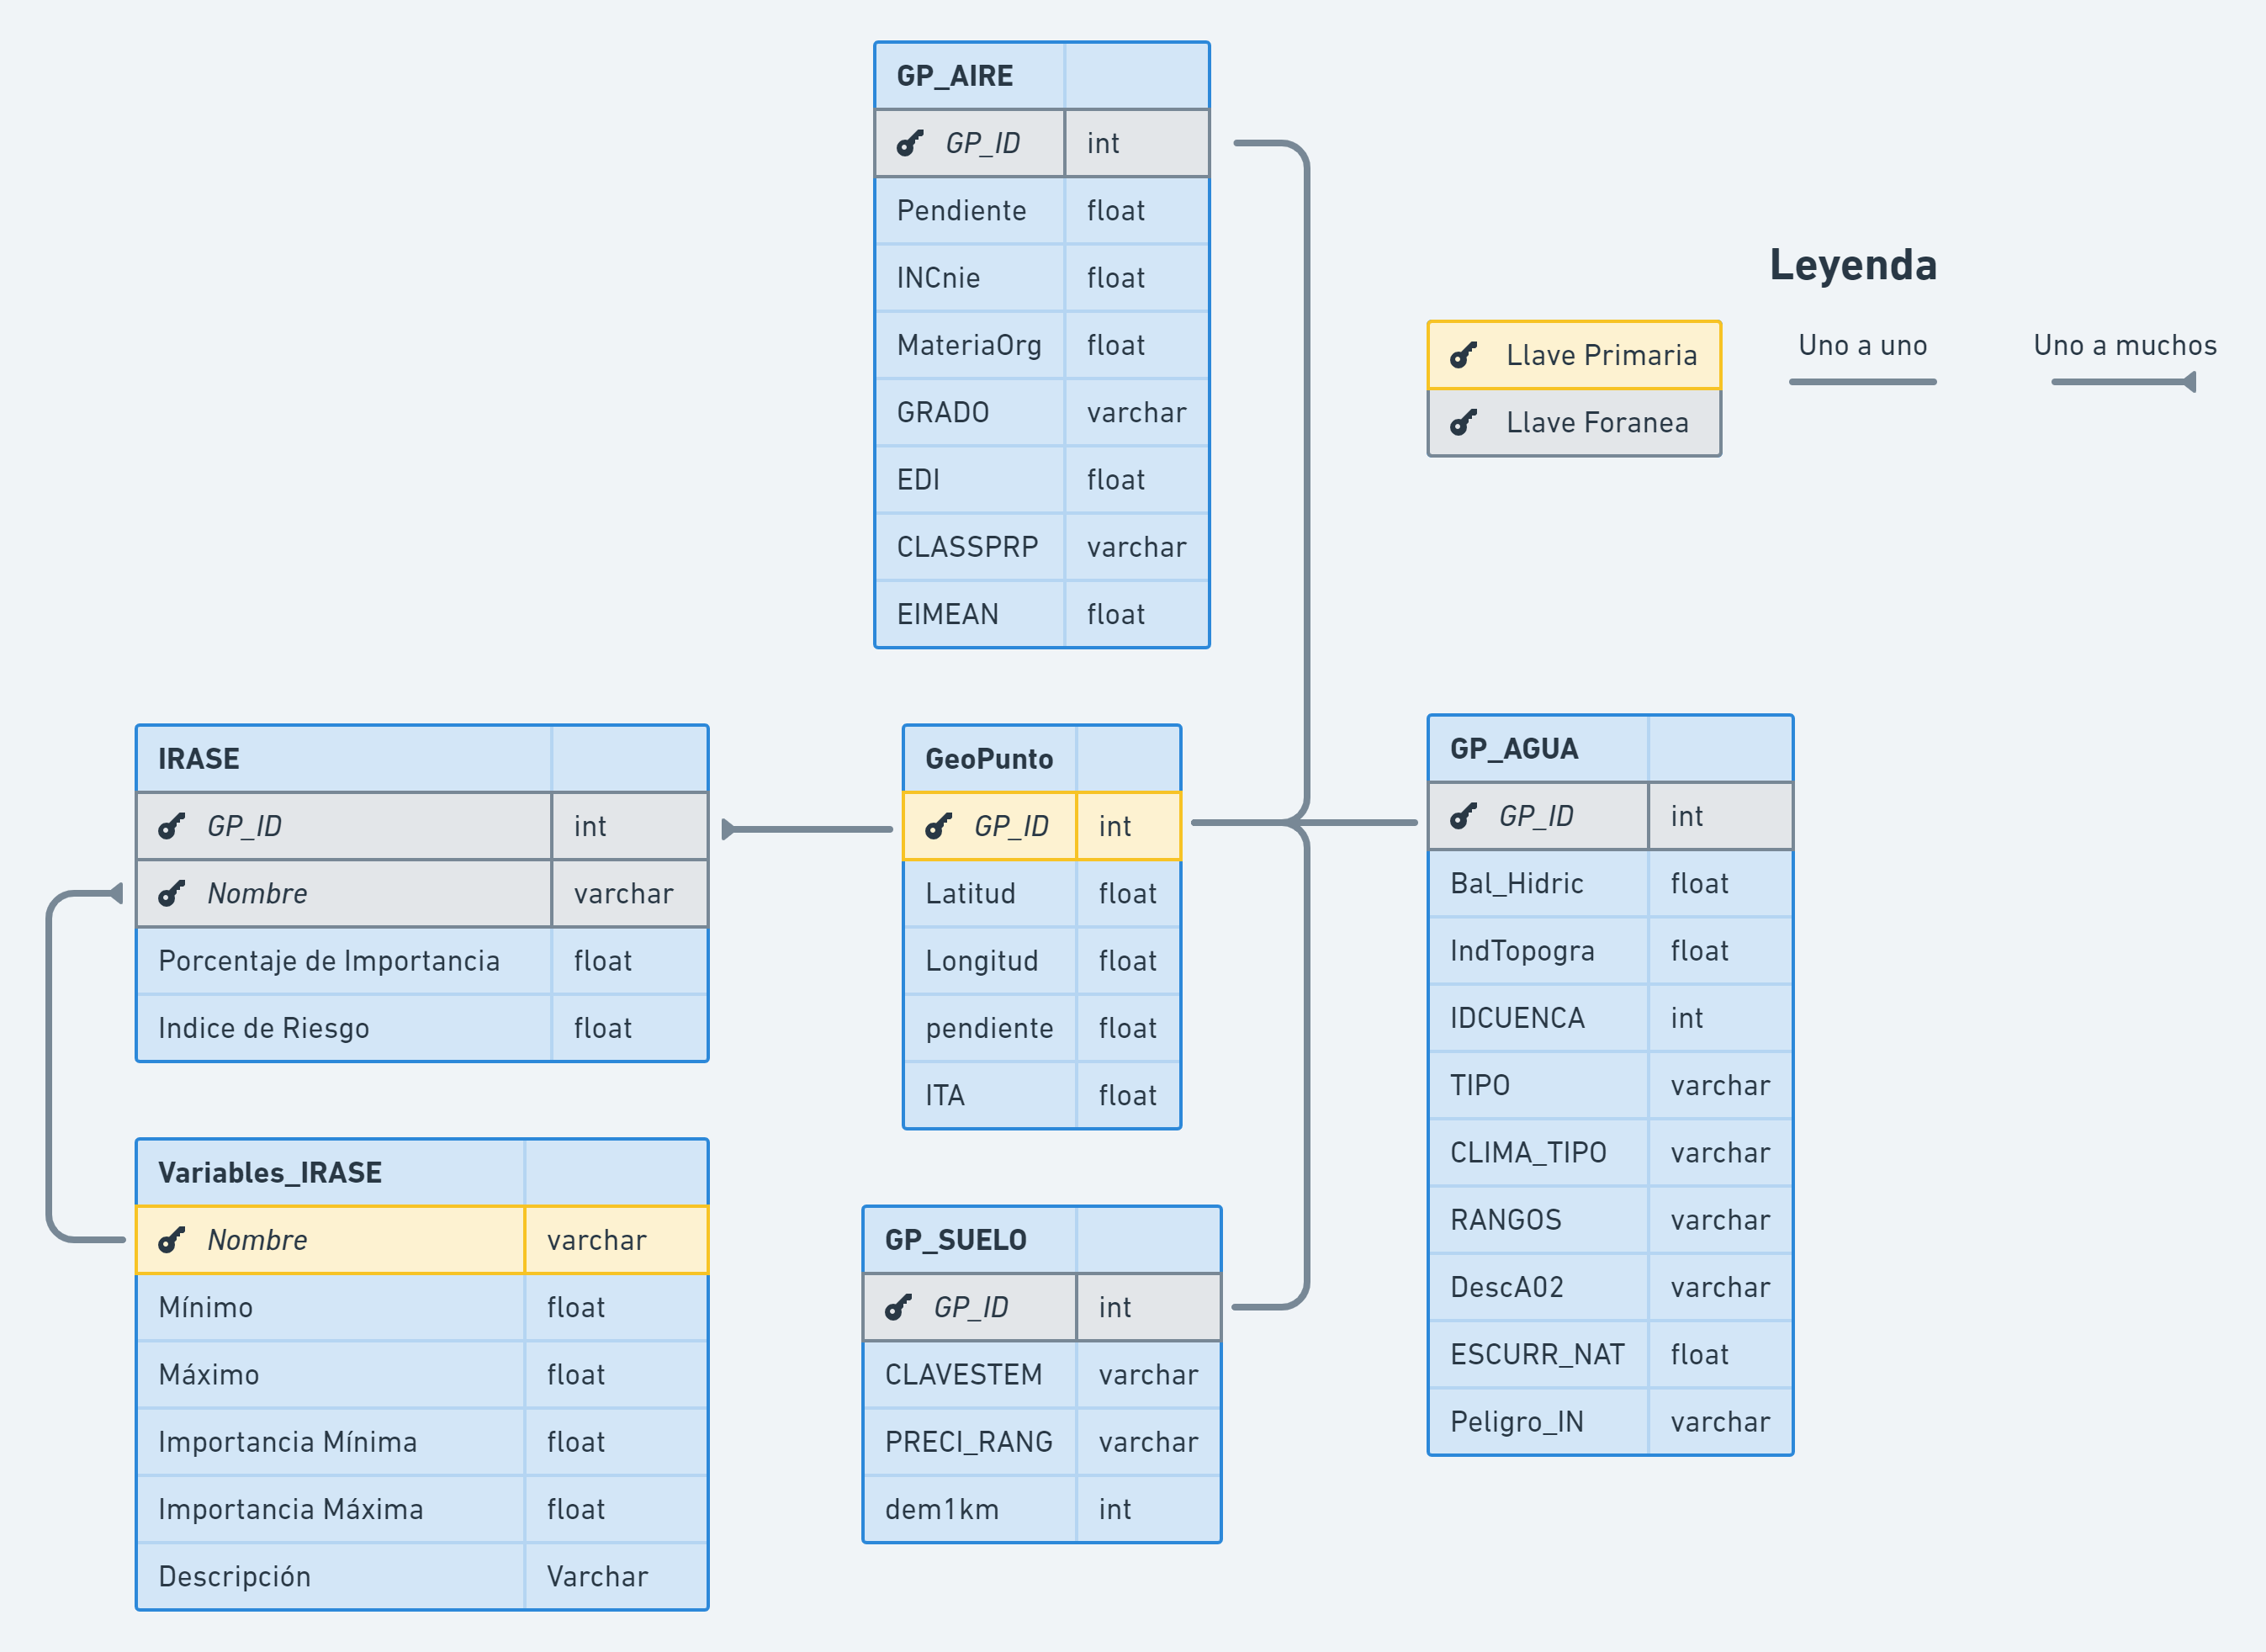 GP_AIRE
GP_ID int
Pendiente float
INCnie float
MateriaOrg float
GRADO varchar
EDI float
CLASSPRP varchar
EIMEAN float
Leyenda
Llave Primaria
Llave Foranea
Uno a uno
Uno a muchos
IRASE
GP_ID int
Nombre varchar
Porcentaje de Importancia float
Indice de Riesgo float
GeoPunto
GP_ID int
Latitud float
Longitud float
pendiente float
ITA float
GP_AGUA
GP_ID int
Bal_Hidric float
IndTopogra float
IDCUENCA int
TIPO varchar
CLIMA_TIPO varchar
RANGOS varchar
DescA02 varchar
ESCURR_NAT float
Peligro_IN varchar
Variables_IRASE
Nombre varchar
Mínimo float
Máximo float
Importancia Mínima float
Importancia Máxima float
Descripción Varchar
GP_SUELO
GP_ID int
CLAVESTEM varchar
PRECI_RANG varchar
dem1km int